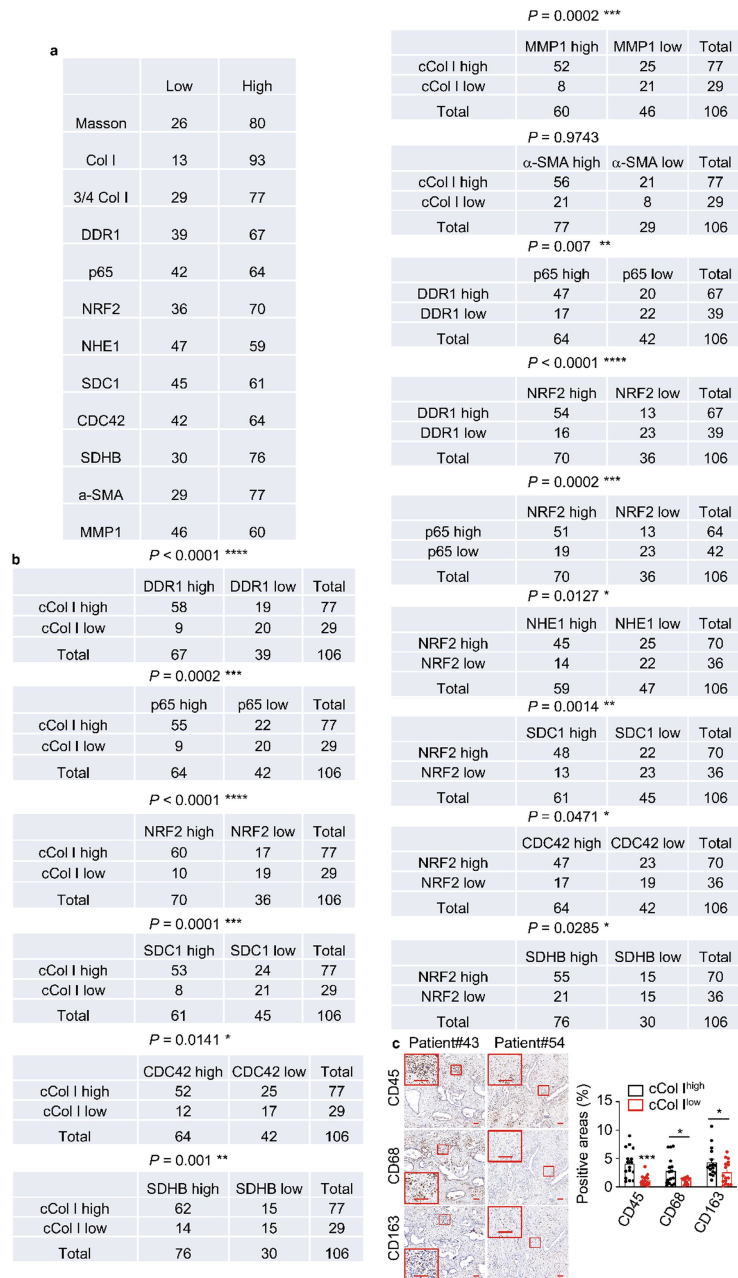 a
Low High
Masson 26 80
Col I 13 93
3/4 Col I 29 77
DDR1 39 67
p65 42 64
NRF2 36 70
NHE1 47 59
SDC1 45 61
CDC42 42 64
SDHB 30 76
a-SMA 29 77
MMP1 46 60
b
P < 0.0001 ****
DDR1 high DDR1 low Total
cCol I high 58 19 77
cCol I low 9 20 29
Total 67 39 106
P = 0.0002 ***
p65 high p65 low Total
cCol I high 55 22 77
cCol I low 9 20 29
Total 64 42 106
P < 0.0001 ****
NRF2 high NRF2 low Total
cCol I high 60 17 77
cCol I low 10 19 29
Total 70 36 106
P = 0.0001 ***
SDC1 high SDC1 low Total
cCol I high 53 24 77
cCol I low 8 21 29
Total 61 45 106
P = 0.0141 *
CDC42 high CDC42 low Total
cCol I high 52 25 77
cCol I low 12 17 29
Total 64 42 106
P = 0.001 **
SDHB high SDHB low Total
cCol I high 62 15 77
cCol I low 14 15 29
Total 76 30 106
P = 0.0002 ***
MMP1 high MMP1 low Total
cCol I high 52 25 77
cCol I low 8 21 29
Total 60 46 106
P = 0.9743
α-SMA high α-SMA low Total
cCol I high 56 21 77
cCol I low 21 8 29
Total 77 29 106
P = 0.007 **
p65 high p65 low Total
DDR1 high 47 20 67
DDR1 low 17 22 39
Total 64 42 106
P < 0.0001 ****
NRF2 high NRF2 low Total
DDR1 high 54 13 67
DDR1 low 16 23 39
Total 70 36 106
P = 0.0002 ***
NRF2 high NRF2 low Total
p65 high 51 13 64
p65 low 19 23 42
Total 70 36 106
P = 0.0127 *
NHE1 high NHE1 low Total
NRF2 high 45 25 70
NRF2 low 14 22 36
Total 59 47 106
P = 0.0014 **
SDC1 high SDC1 low Total
NRF2 high 48 22 70
NRF2 low 13 23 36
Total 61 45 106
P = 0.0471 *
CDC42 high CDC42 low Total
NRF2 high 47 23 70
NRF2 low 17 19 36
Total 64 42 106
P = 0.0285 *
SDHB high SDHB low Total
NRF2 high 55 15 70
NRF2 low 21 15 36
Total 76 30 106
c
Patient#43 Patient#54
CD45
CD68
CD163
Positive areas (%)
15
10
5
0
cCol I^high
cCol I^low
***
*
*
CD45 CD68 CD163